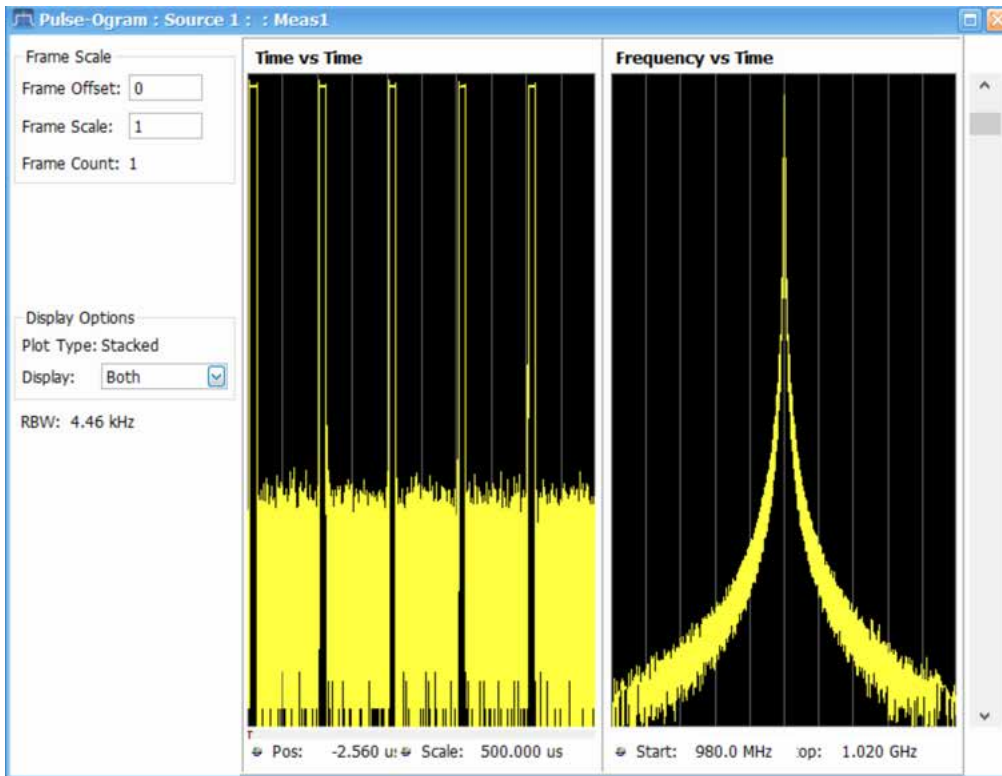 Pulse-Ogram : Source 1 : : Meas1
Frame Scale
Frame Offset: 0
Frame Scale: 1
Frame Count: 1
Display Options
Plot Type: Stacked
Display: Both
RBW: 4.46 kHz
Time vs Time
T
Pos: -2.560 u: Scale: 500.000 us
Frequency vs Time
Start: 980.0 MHz :op: 1.020 GHz